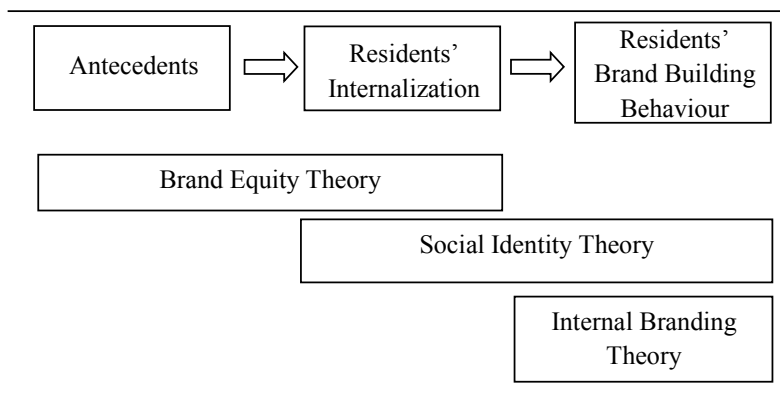 Antecedents
Residents’
Internalization
Residents’
Brand Building
Behaviour
Brand Equity Theory
Social Identity Theory
Internal Branding
Theory